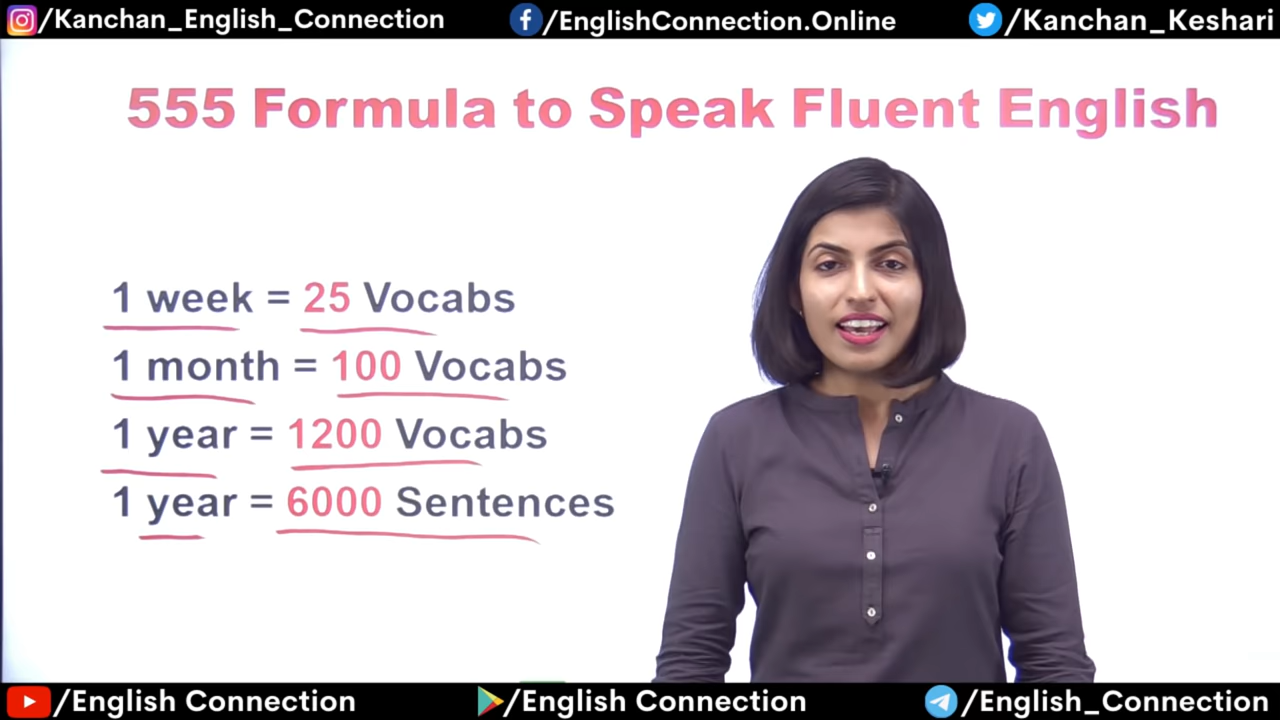 /Kanchan_English_Connection
/EnglishConnection.Online
/Kanchan_Keshari
555 Formula to Speak Fluent English
1 week = 25 Vocabs
1 month = 100 Vocabs
1 year = 1200 Vocabs
1 year = 6000 Sentences
/English Connection
/English Connection
/English_Connection